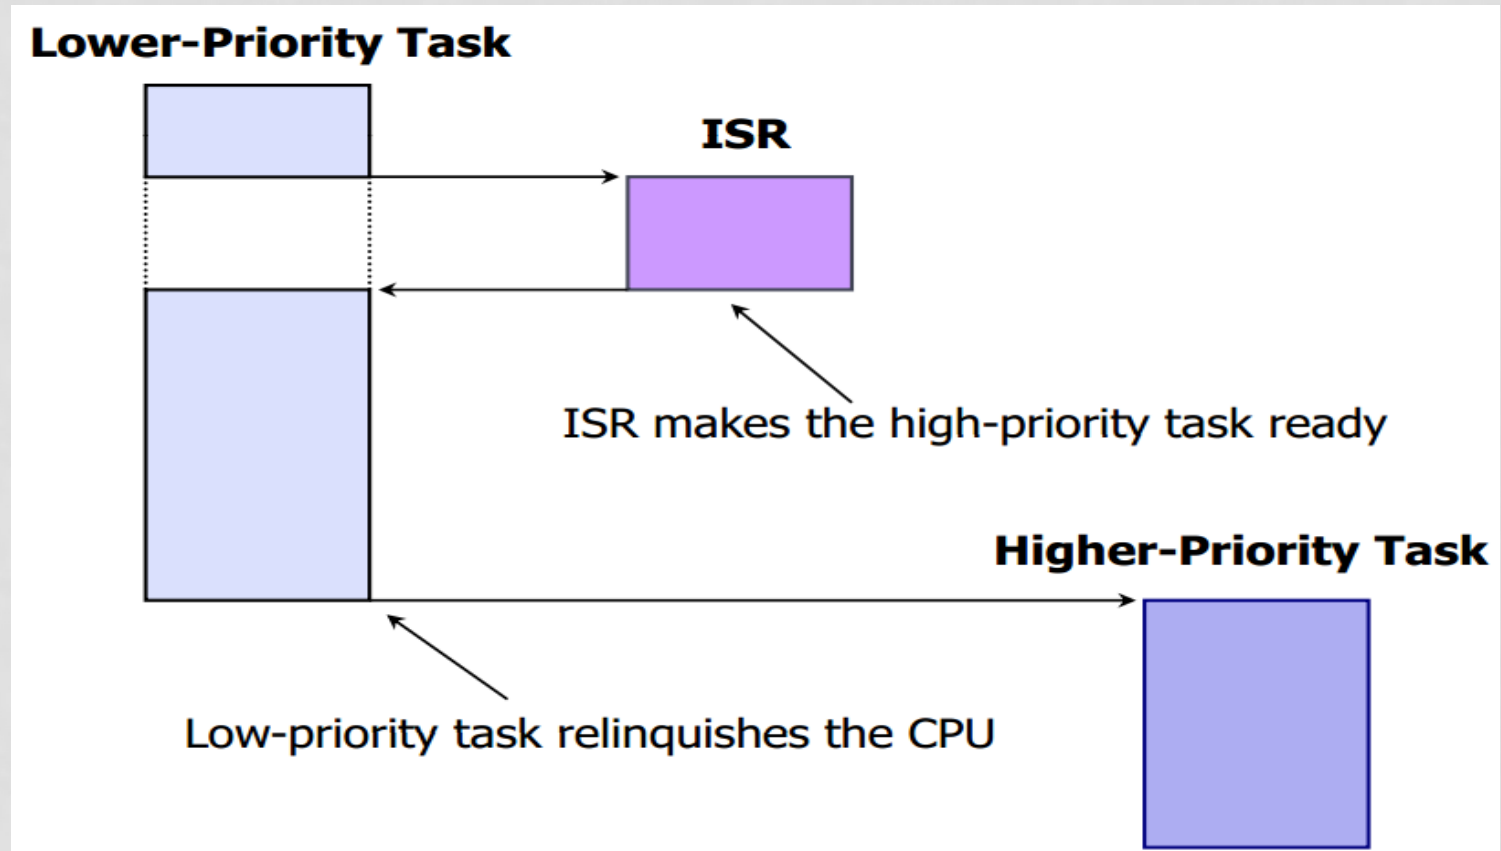 Lower-Priority Task
ISR
ISR makes the high-priority task ready
Higher-Priority Task
Low-priority task relinquishes the CPU